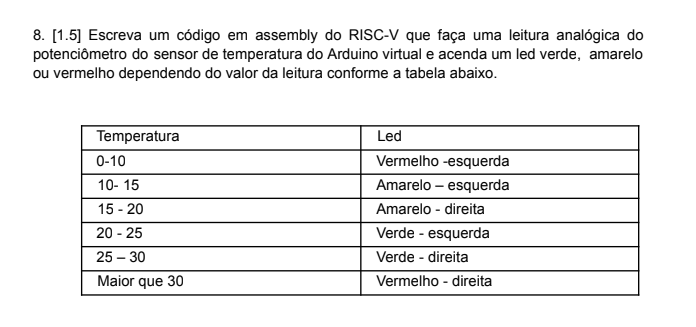 8. [1.5] Escreva um código em assembly do RISC-V que faça uma leitura analógica do
potenciômetro do sensor de temperatura do Arduino virtual e acenda um led verde, amarelo
ou vermelho dependendo do valor da leitura conforme a tabela abaixo.
Temperatura Led
0-10 Vermelho -esquerda
10- 15 Amarelo – esquerda
15 - 20 Amarelo - direita
20 - 25 Verde - esquerda
25 – 30 Verde - direita
Maior que 30 Vermelho - direita